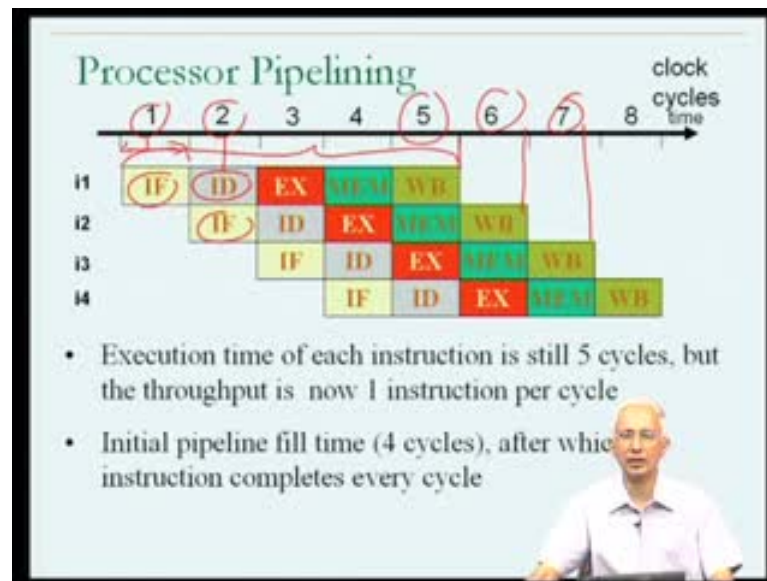 Processor Pipelining
clock
cycles
1 2 3 4 5 6 7 8 time
i1 IF ID EX MEM WB
i2 IF ID EX MEM WB
i3 IF ID EX MEM WB
i4 IF ID EX MEM WB
• Execution time of each instruction is still 5 cycles, but
the throughput is now 1 instruction per cycle
• Initial pipeline fill time (4 cycles), after
instruction completes every cycle